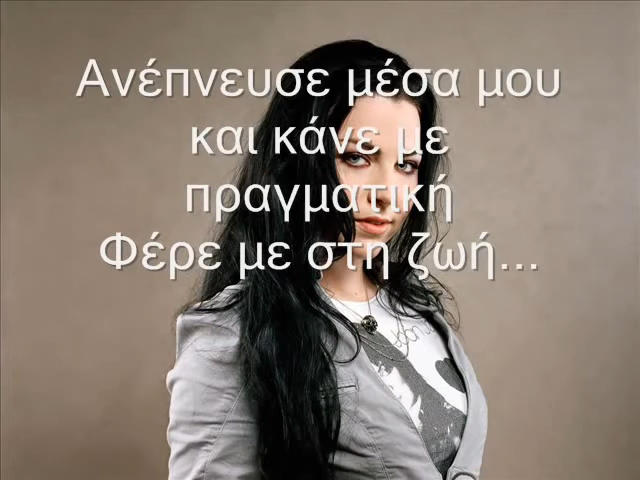 Ανέπνευσε μέσα μου
και κάνε με
πραγματική
Φέρε με στη ζωή...